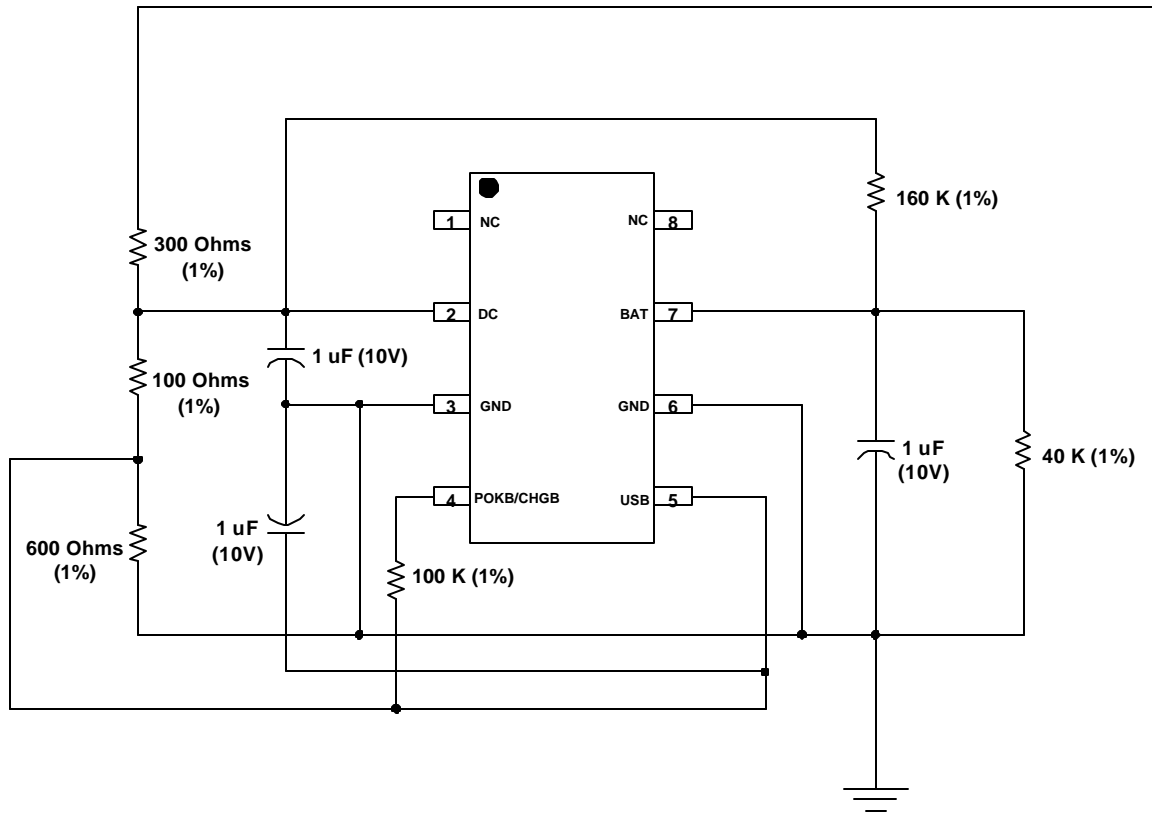 160 K (1%)
1 NC
NC 8
300 Ohms
(1%)
2 DC
BAT 7
1 uF (10V)
100 Ohms
(1%)
3 GND
GND 6
1 uF
(10V)
40 K (1%)
4 POKB/CHGB
USB 5
1 uF
(10V)
600 Ohms
(1%)
100 K (1%)